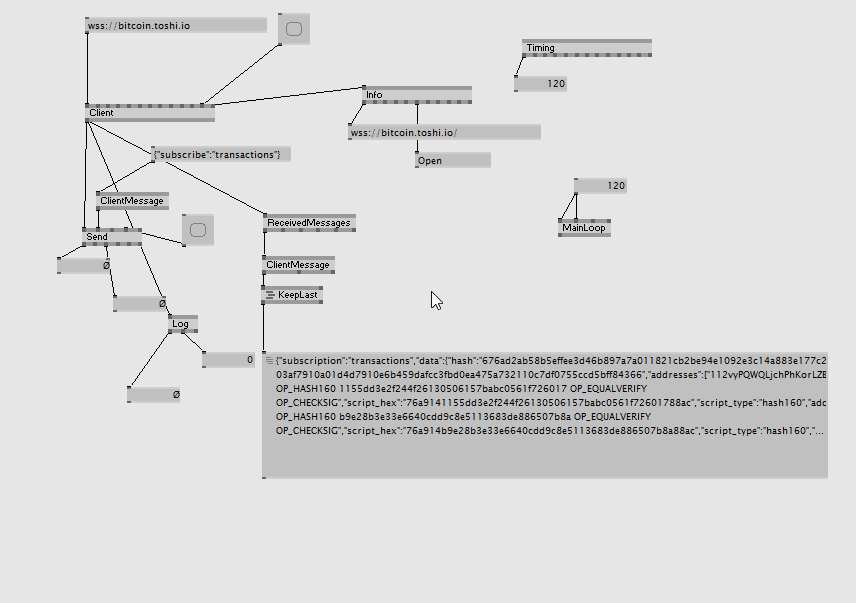 wss://bitcoin.toshi.io
Timing
120
Info
Client
wss://bitcoin.toshi.io/
{"subscribe":"transactions"}
Open
120
ClientMessage
ReceivedMessages
MainLoop
Send
Ø
ClientMessage
KeepLast
Ø
Log
0
{"subscription":"transactions","data":{"hash":"676ad2ab58b5effee3d46b897a7a011821cb2be94e1092e3c14a883e177c2
03af7910a01d4d7910e6b459dafcc3fbd0ea475a732110c7df0755ccd5bff84366","addresses":["112vyPQWQLjchPhKorLZE
OP_HASH160 1155dd3e2f244f26130506157babc0561f726017 OP_EQUALVERIFY
OP_CHECKSIG","script_hex":"76a9141155dd3e2f244f26130506157babc0561f72601788ac","script_type":"hash160","adc
OP_HASH160 b9e28b3e33e6640cdd9c8e5113683de886507b8a OP_EQUALVERIFY
OP_CHECKSIG","script_hex":"76a914b9e28b3e33e6640cdd9c8e5113683de886507b8a88ac","script_type":"hash160","...
Ø